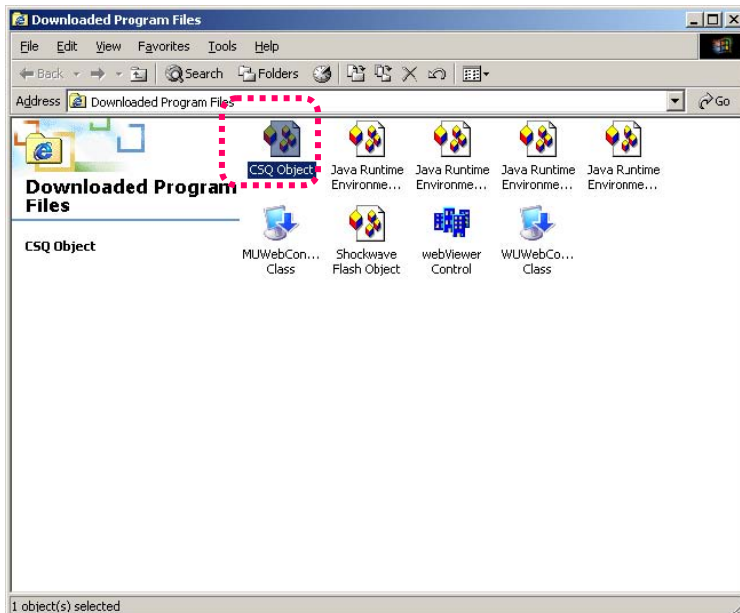 Downloaded Program Files
File Edit View Favorites Tools Help
Back Search Folders
Address Downloaded Program Files Go
Downloaded Program
Files
CSQ Object
CSQ Object
Java Runtime
Environme...
Java Runtime
Environme...
Java Runtime
Environme...
Java Runtime
Environme...
MUWebCon...
Class
Shockwave
Flash Object
webViewer
Control
WUWebCo...
Class
1 object(s) selected